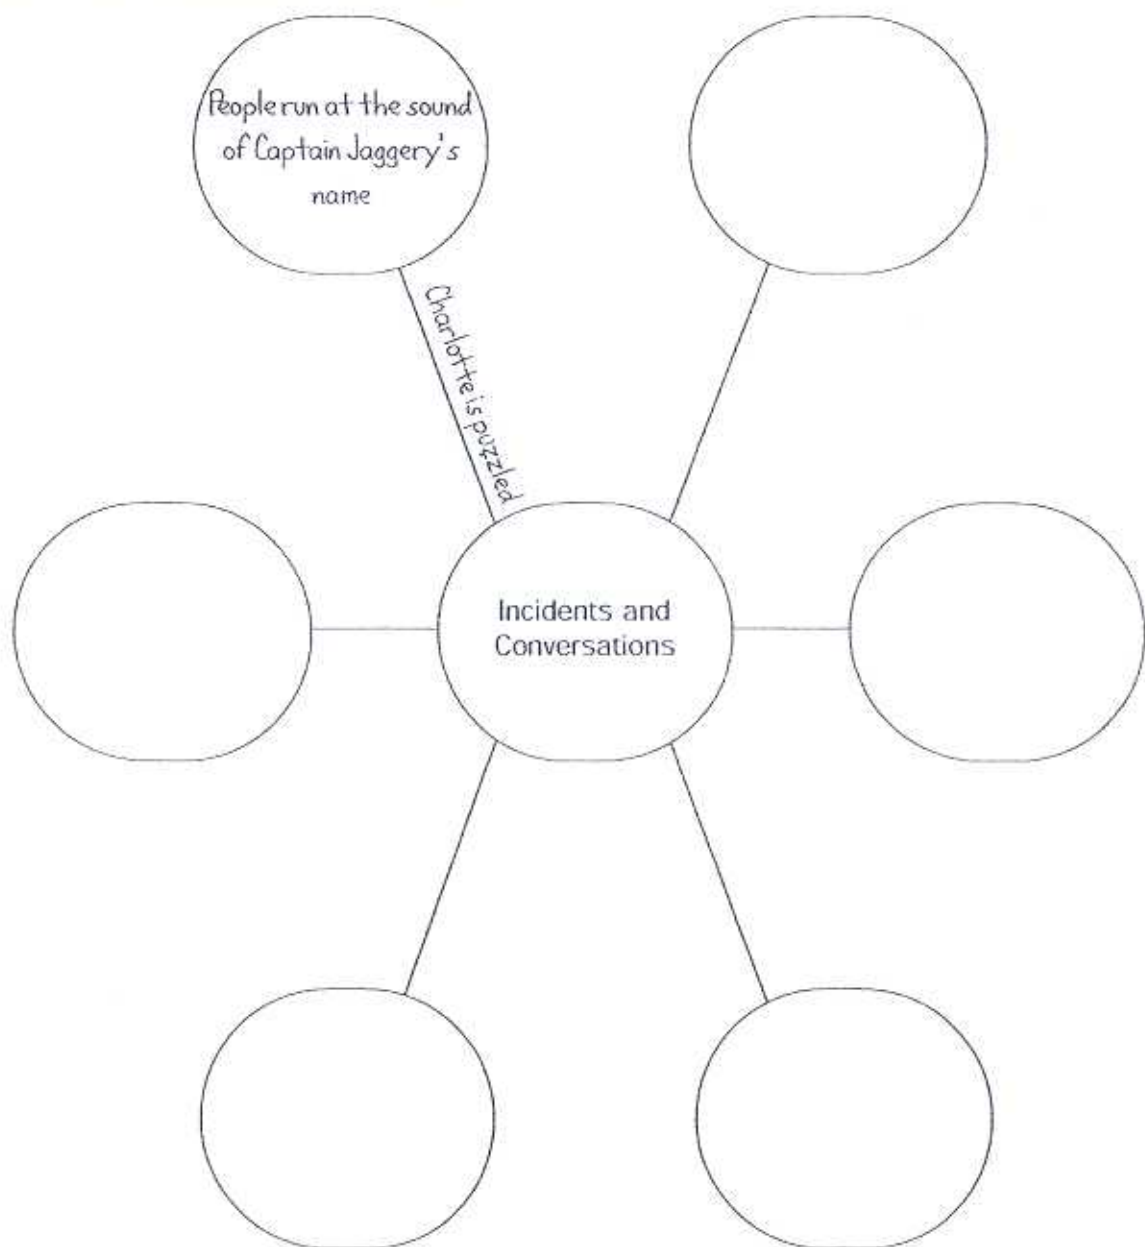 People run at the sound
of Captain Jaggery's
name
Charlotte is puzzled
Incidents and
Conversations